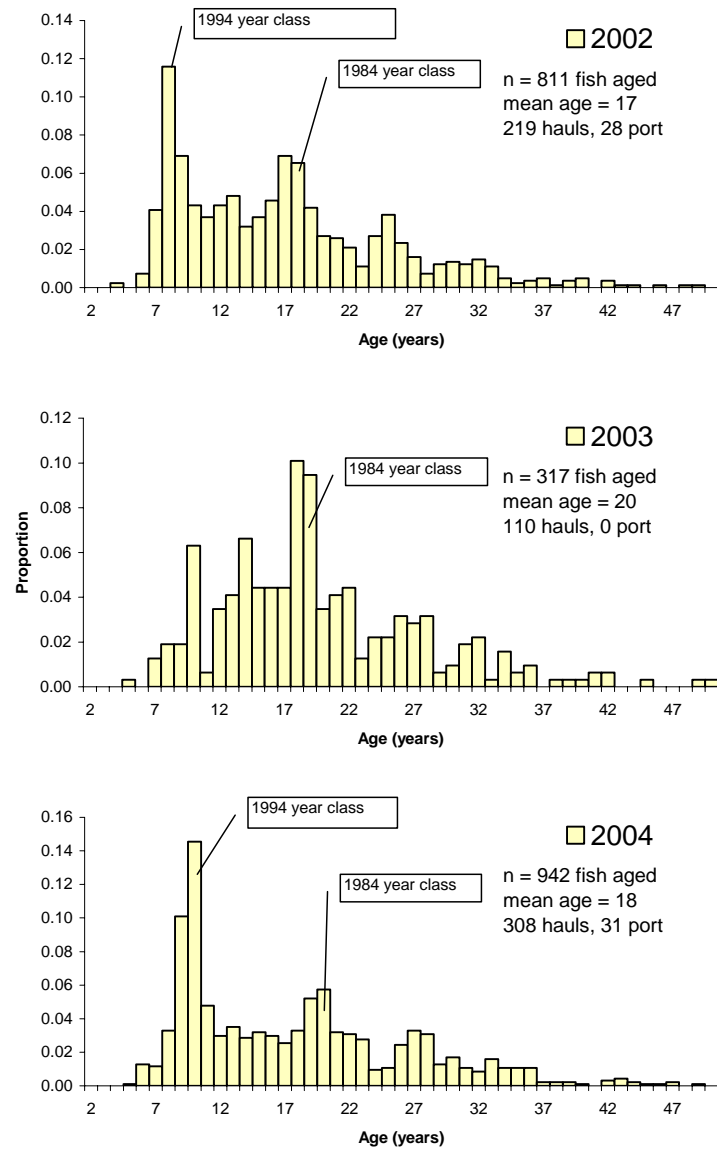 0.14
0.12
0.10
0.08
0.06
0.04
0.02
0.00
1994 year class
1984 year class
2002
n = 811 fish aged
mean age = 17
219 hauls, 28 port
2 7 12 17 22 27 32 37 42 47
Age (years)
Proportion
0.12
0.10
0.08
0.06
0.04
0.02
0.00
1984 year class
2003
n = 317 fish aged
mean age = 20
110 hauls, 0 port
2 7 12 17 22 27 32 37 42 47
Age (years)
0.16
0.14
0.12
0.10
0.08
0.06
0.04
0.02
0.00
1994 year class
1984 year class
2004
n = 942 fish aged
mean age = 18
308 hauls, 31 port
2 7 12 17 22 27 32 37 42 47
Age (years)